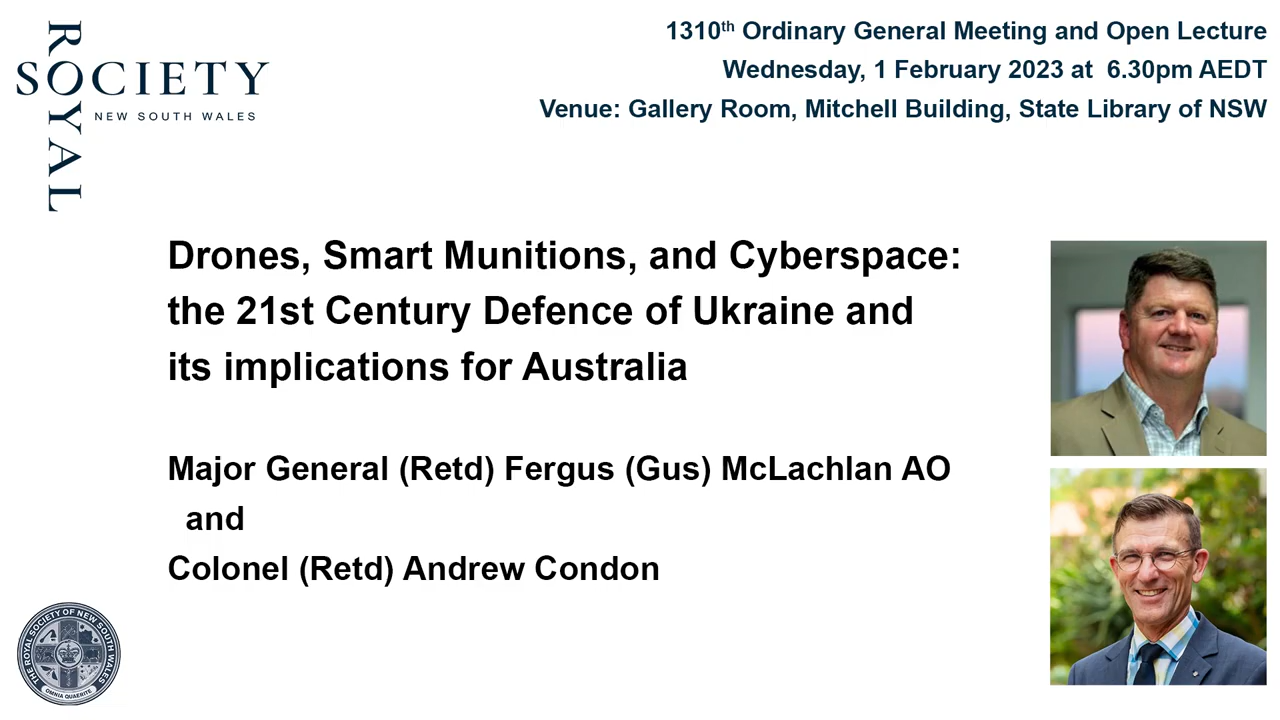 ROYAL
SOCIETY
NEW SOUTH WALES
1310th Ordinary General Meeting and Open Lecture
Wednesday, 1 February 2023 at 6.30pm AEDT
Venue: Gallery Room, Mitchell Building, State Library of NSW
Drones, Smart Munitions, and Cyberspace:
the 21st Century Defence of Ukraine and
its implications for Australia
Major General (Retd) Fergus (Gus) McLachlan AO
and
Colonel (Retd) Andrew Condon
THE ROYAL SOCIETY OF NEW SOUTH WALES
OMNIA QUAERITE